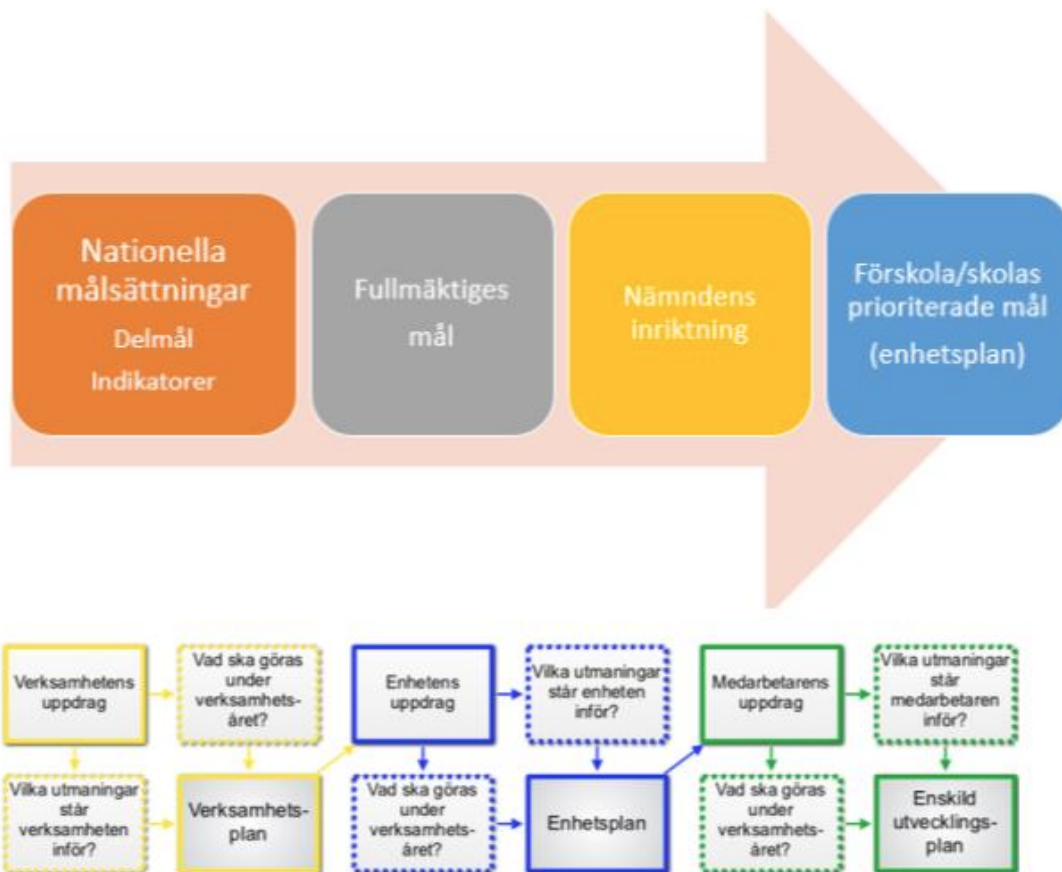 Nationella
målsättningar
Delmål
Indikatorer
Fullmäktiges
mål
Nämndens
inriktning
Förskola/skolas
prioriterade mål
(enhetsplan)
Verksamhetens
uppdrag
Vad ska göras
under
verksamhets-
året?
Enhetens
uppdrag
Vilka utmaningar
står enheten
inför?
Medarbetarens
uppdrag
Vilka utmaningar
står
medarbetaren
inför?
Vilka utmaningar
står
verksamheten
inför?
Verksamhets-
plan
Vad ska göras
under
verksamhets-
året?
Enhetsplan
Vad ska göras
under
verksamhets-
året?
Enskild
utvecklings-
plan